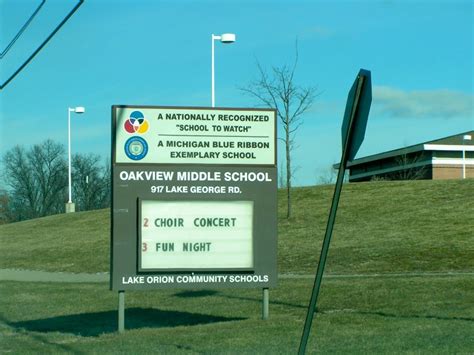 A NATIONALLY RECOGNIZED
"SCHOOL TO WATCH"
A MICHIGAN BLUE RIBBON
EXEMPLARY SCHOOL
OAKVIEW MIDDLE SCHOOL
917 LAKE GEORGE RD.
2 CHOIR CONCERT
3 FUN NIGHT
LAKE ORION COMMUNITY SCHOOLS